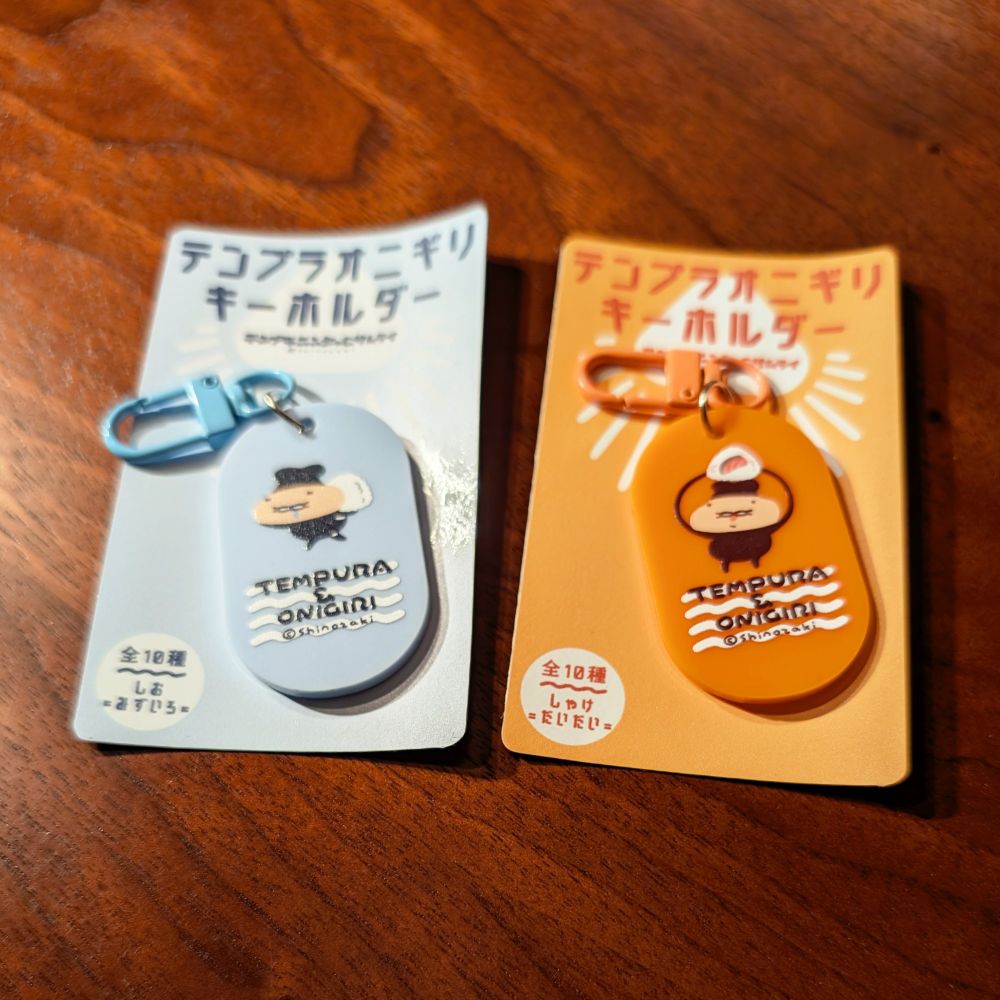 テンプラオニギリ
キーホルダー
TEMPURA
&
ONIGIRI
©Shinozaki
全10種
しお
=みずいろ=
テンプラオニギリ
キーホルダー
TEMPURA
&
ONIGIRI
©Shinozaki
全10種
しゃけ
=だいだい=